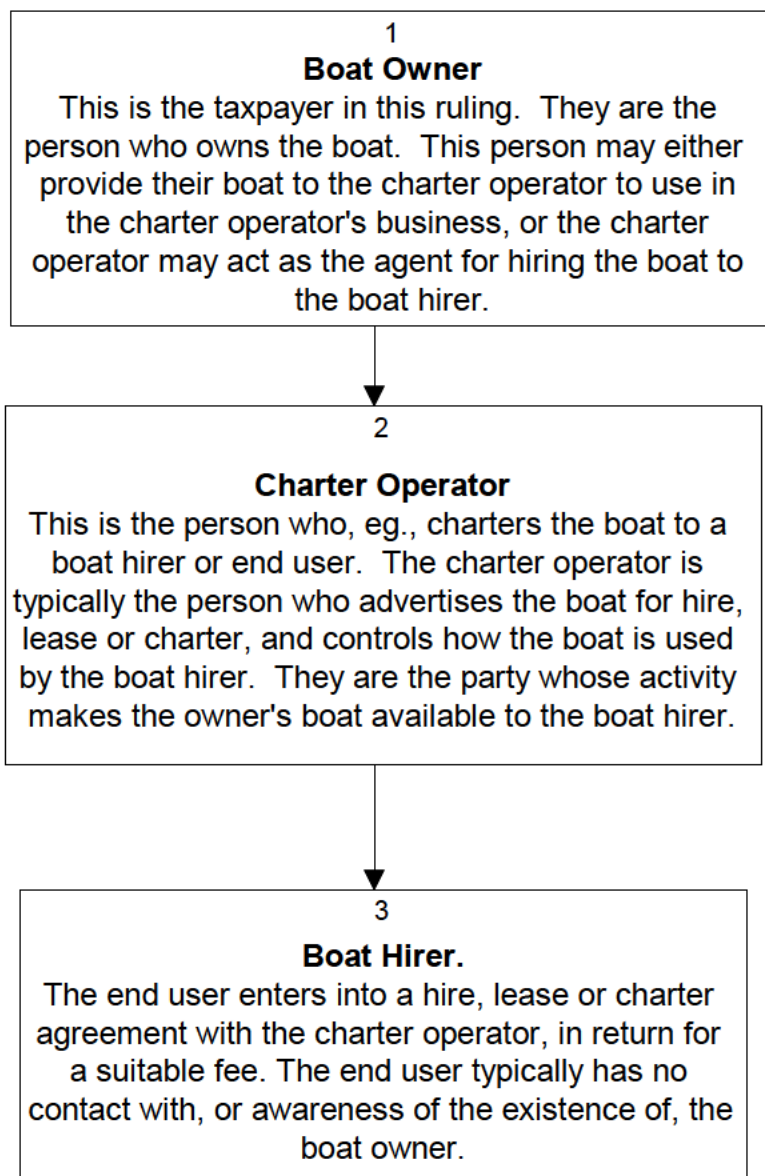 1
Boat Owner
This is the taxpayer in this ruling.  They are the
person who owns the boat.  This person may either
provide their boat to the charter operator to use in
the charter operator's business, or the charter
operator may act as the agent for hiring the boat to
the boat hirer.
2
Charter Operator
This is the person who, eg., charters the boat to a
boat hirer or end user.  The charter operator is
typically the person who advertises the boat for hire,
lease or charter, and controls how the boat is used
by the boat hirer.  They are the party whose activity
makes the owner's boat available to the boat hirer.
3
Boat Hirer.
The end user enters into a hire, lease or charter
agreement with the charter operator, in return for
a suitable fee. The end user typically has no
contact with, or awareness of the existence of, the
boat owner.